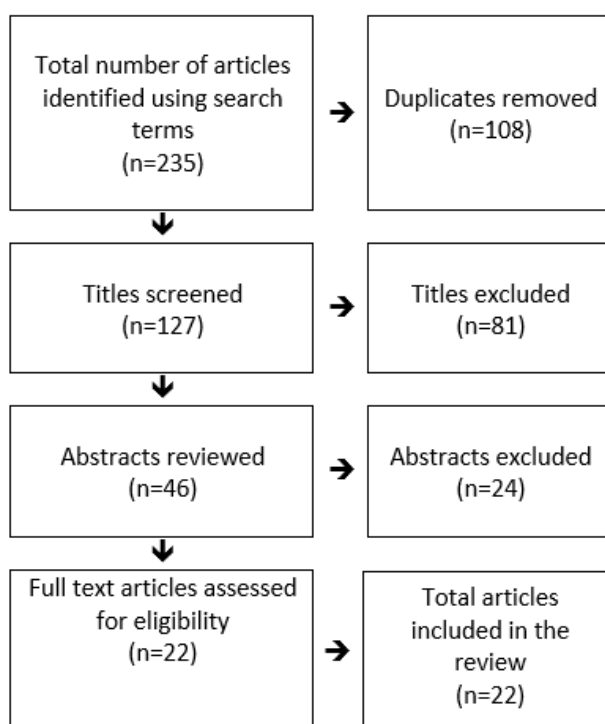 Total number of articles
identified using search
terms
(n=235)
➔
Duplicates removed
(n=108)
➔
Titles screened
(n=127)
➔
Titles excluded
(n=81)
➔
Abstracts reviewed
(n=46)
➔
Abstracts excluded
(n=24)
➔
Full text articles assessed
for eligibility
(n=22)
➔
Total articles
included in the
review
(n=22)